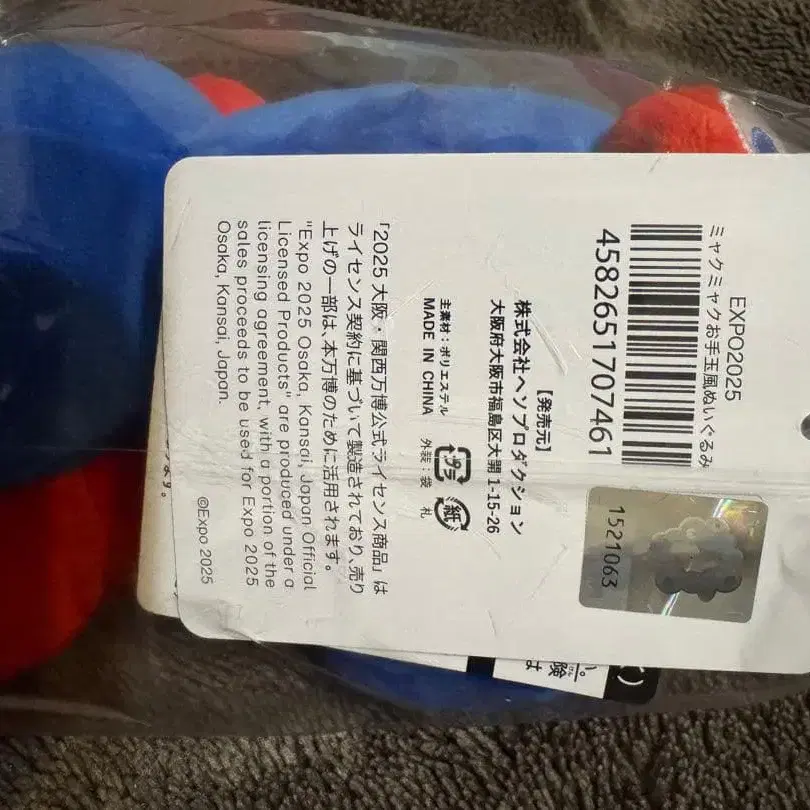 EXPO2025
ミャクミャクお手玉風ぬいぐるみ
4582651707461
1521063
【発売元】
株式会社ヘソプロダクション
大阪府大阪市福島区大開 1-15-26
主素材：ポリエステル
MADE IN CHINA
外装：袋 札
プラ 紙
「2025 大阪・関西万博公式ライセンス商品」は
ライセンス契約に基づいて製造されており、売り
上げの一部は、本万博のために活用されます。
"Expo 2025 Osaka, Kansai, Japan Official
Licensed Products" are produced under a
licensing agreement, with a portion of the
sales proceeds to be used for Expo 2025
Osaka, Kansai, Japan.
©Expo 2025
ます。